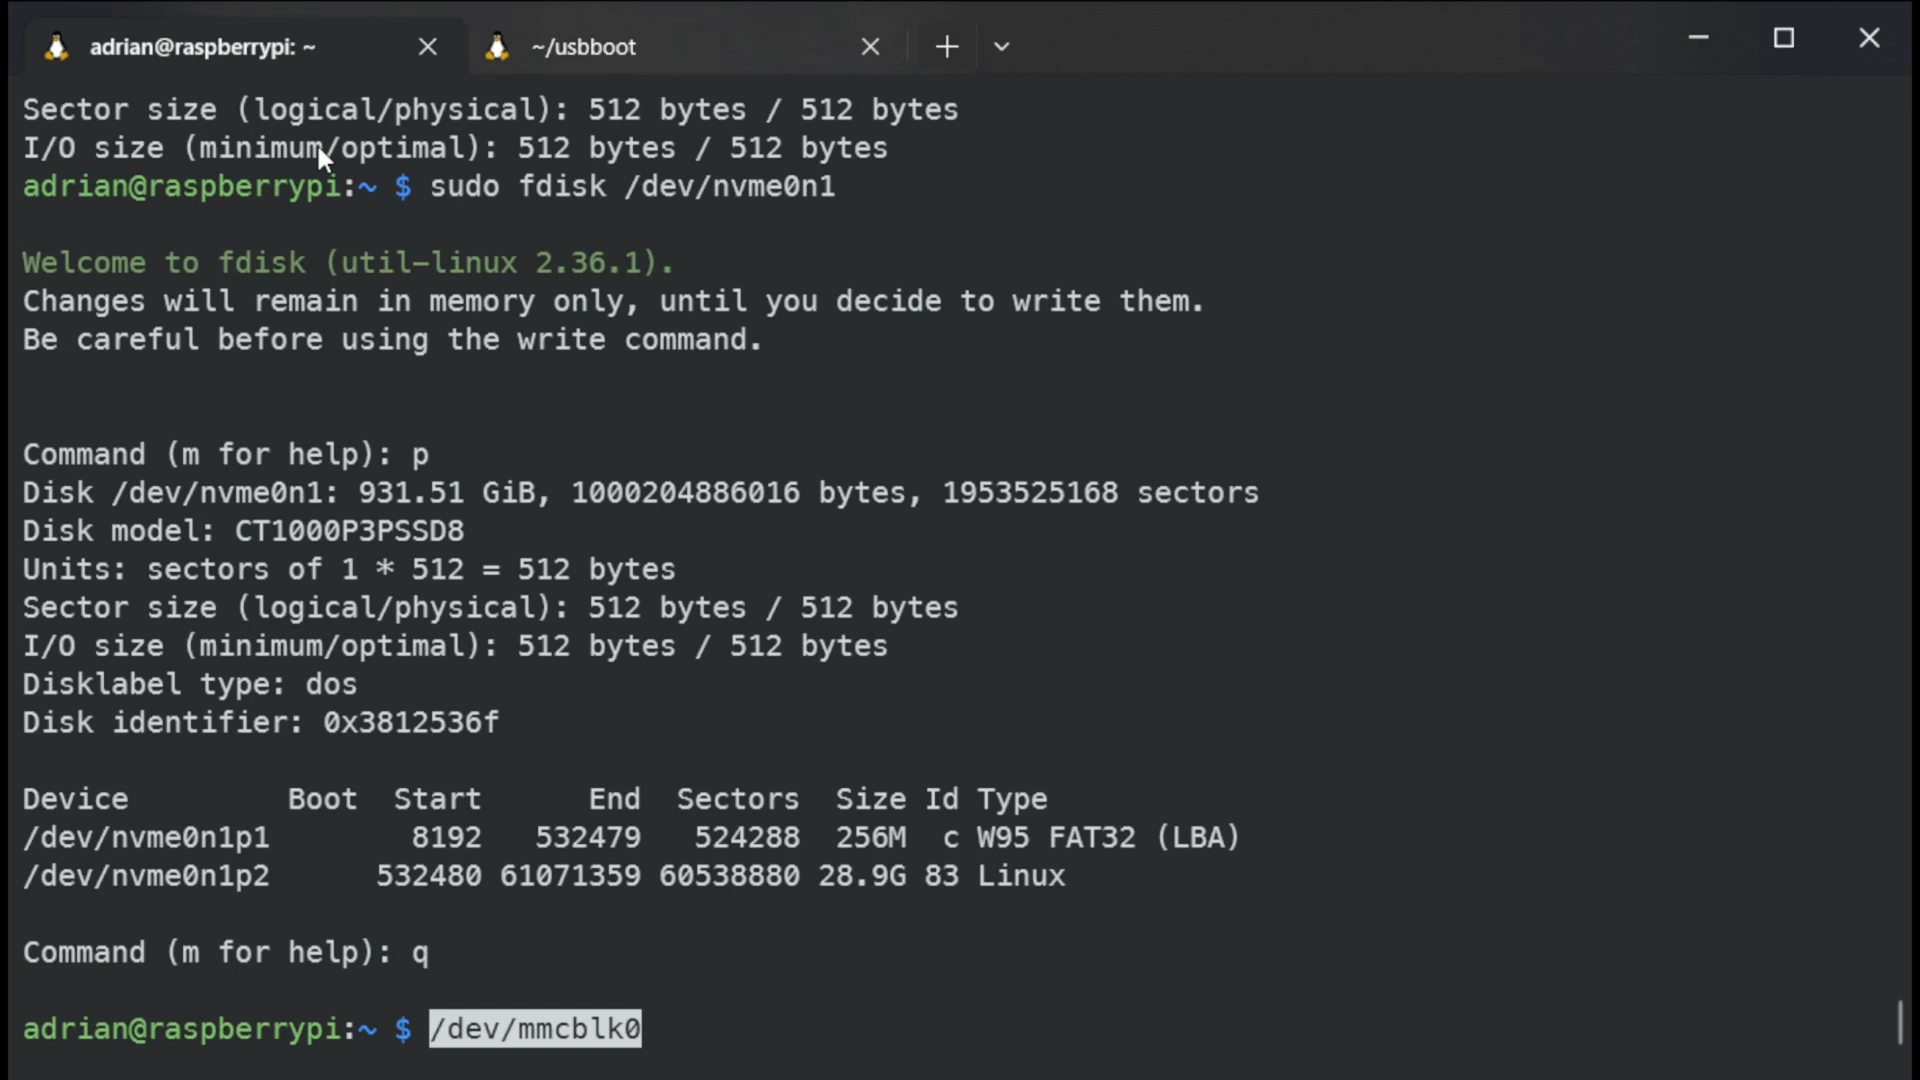 adrian@raspberrypi: ~
~/usbboot
Sector size (logical/physical): 512 bytes / 512 bytes
I/O size (minimum/optimal): 512 bytes / 512 bytes
adrian@raspberrypi:~ $ sudo fdisk /dev/nvme0n1
Welcome to fdisk (util-linux 2.36.1).
Changes will remain in memory only, until you decide to write them.
Be careful before using the write command.
Command (m for help): p
Disk /dev/nvme0n1: 931.51 GiB, 1000204886016 bytes, 1953525168 sectors
Disk model: CT1000P3PSSD8
Units: sectors of 1 * 512 = 512 bytes
Sector size (logical/physical): 512 bytes / 512 bytes
I/O size (minimum/optimal): 512 bytes / 512 bytes
Disklabel type: dos
Disk identifier: 0x3812536f
Device Boot Start End Sectors Size Id Type
/dev/nvme0n1p1 8192 532479 524288 256M c W95 FAT32 (LBA)
/dev/nvme0n1p2 532480 61071359 60538880 28.9G 83 Linux
Command (m for help): q
adrian@raspberrypi:~ $ /dev/mmcblk0